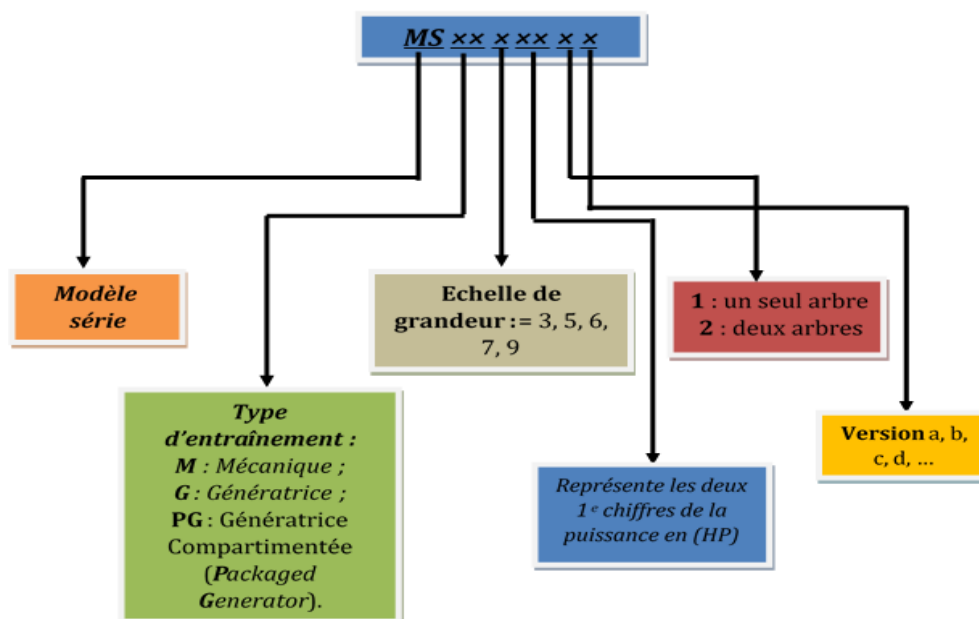 MS ×× × ×× × ×
Modèle
série
Echelle de
grandeur := 3, 5, 6,
7, 9
1 : un seul arbre
2 : deux arbres
Type
d'entraînement :
M : Mécanique ;
G : Génératrice ;
PG : Génératrice
Compartimentée
(Packaged
Generator).
Représente les deux
1e chiffres de la
puissance en (HP)
Version a, b,
c, d, ...